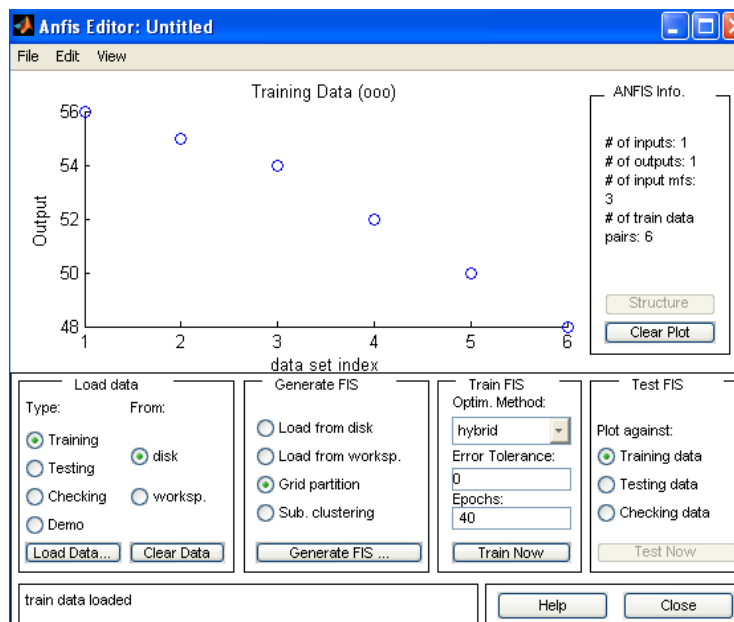 Anfis Editor: Untitled
File Edit View
Training Data (ooo)
56
54
52
50
48
Output
1 2 3 4 5 6
data set index
ANFIS Info.
# of inputs: 1
# of outputs: 1
# of input mfs:
3
# of train data
pairs: 6
Structure
Clear Plot
Load data
Type: From:
Training
Testing
Checking
Demo
disk
worksp.
Load Data... Clear Data
Generate FIS
Load from disk
Load from worksp.
Grid partition
Sub. clustering
Generate FIS ...
Train FIS
Optim. Method:
hybrid
Error Tolerance:
0
Epochs:
40
Train Now
Test FIS
Plot against:
Training data
Testing data
Checking data
Test Now
train data loaded
Help Close